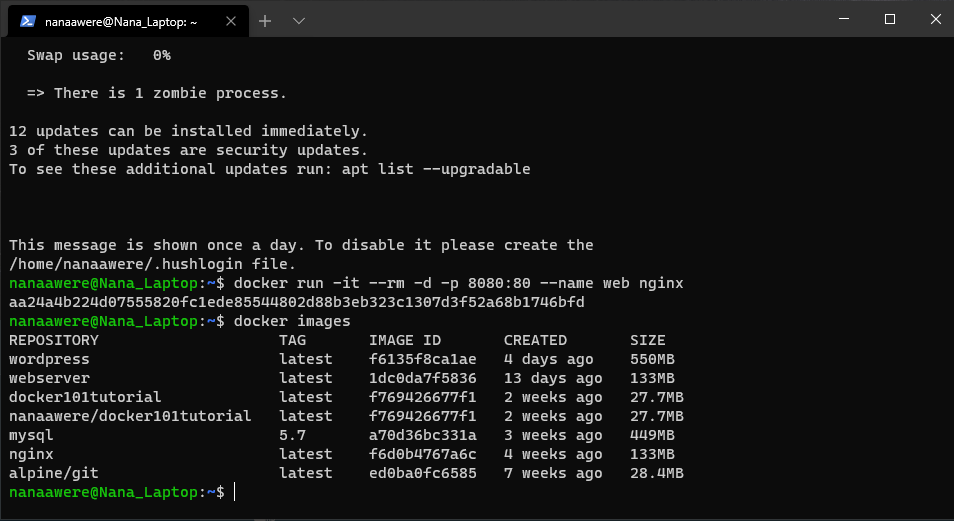 nanaawere@Nana_Laptop: ~
Swap usage:   0%
=> There is 1 zombie process.
12 updates can be installed immediately.
3 of these updates are security updates.
To see these additional updates run: apt list --upgradable
This message is shown once a day. To disable it please create the
/home/nanaawere/.hushlogin file.
nanaawere@Nana_Laptop:~$ docker run -it --rm -d -p 8080:80 --name web nginx
aa24a4b224d07555820fc1ede85544802d88b3eb323c1307d3f52a68b1746bfd
nanaawere@Nana_Laptop:~$ docker images
REPOSITORY                    TAG       IMAGE ID       CREATED       SIZE
wordpress                     latest    f6135f8ca1ae   4 days ago    550MB
webserver                     latest    1dc0da7f5836   13 days ago   133MB
docker101tutorial             latest    f769426677f1   2 weeks ago   27.7MB
nanaawere/docker101tutorial   latest    f769426677f1   2 weeks ago   27.7MB
mysql                         5.7       a70d36bc331a   3 weeks ago   449MB
nginx                         latest    f6d0b4767a6c   4 weeks ago   133MB
alpine/git                    latest    ed0ba0fc6585   7 weeks ago   28.4MB
nanaawere@Nana_Laptop:~$